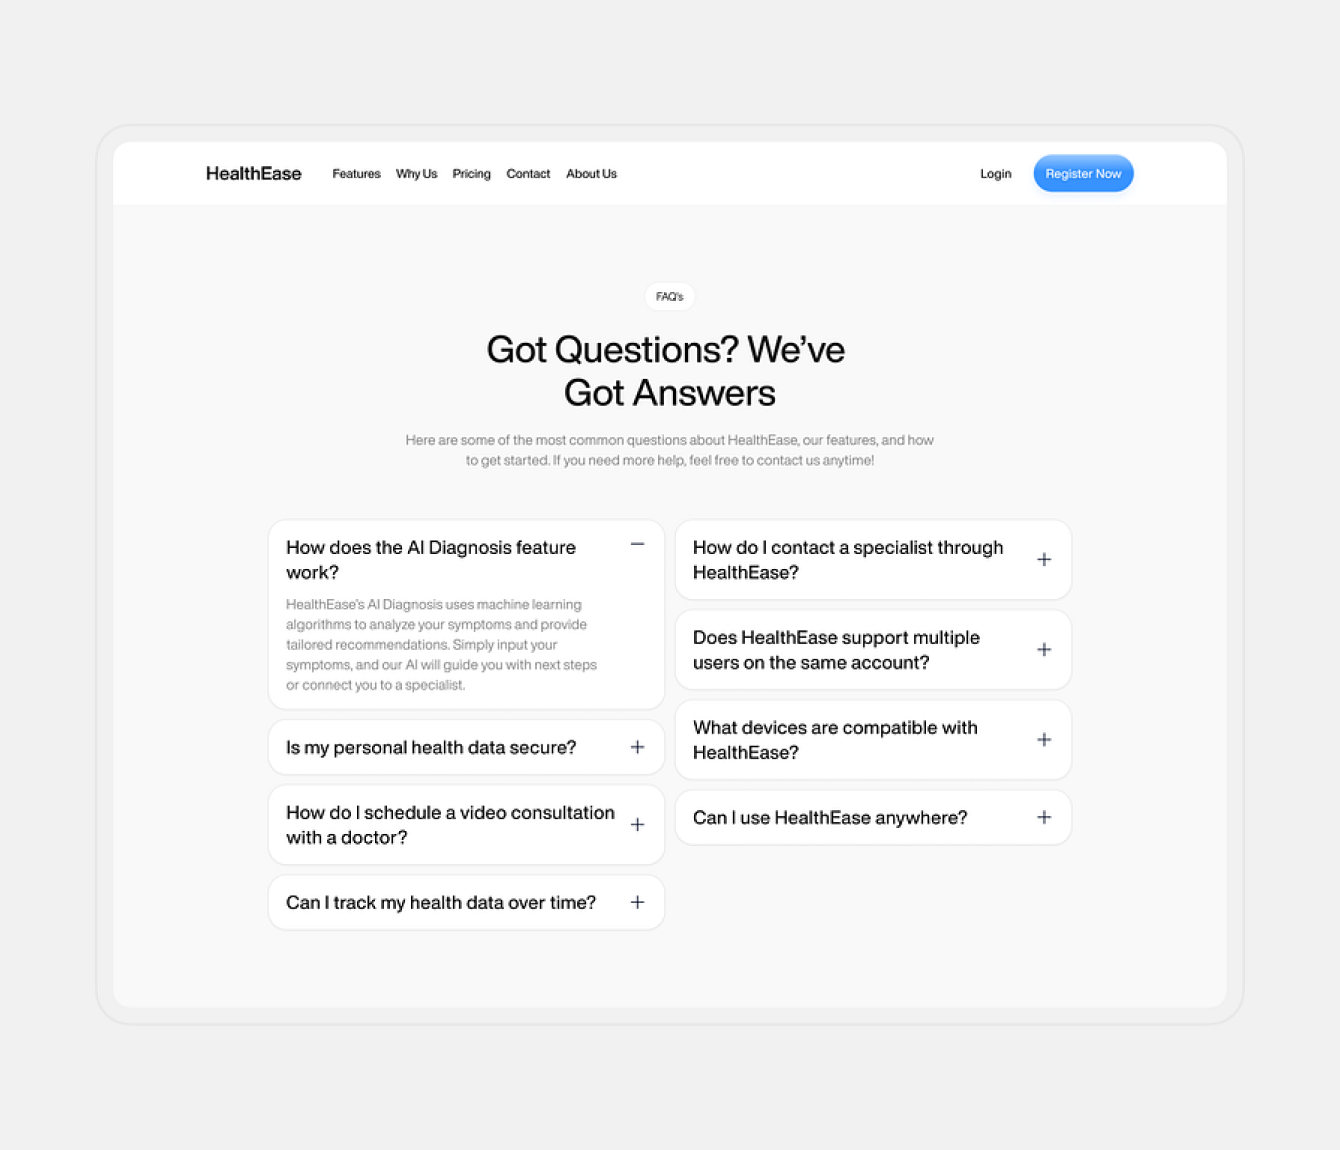 HealthEase
Features
Why Us
Pricing
Contact
About Us
Login
Register Now
FAQ's
Got Questions? We’ve
Got Answers
Here are some of the most common questions about HealthEase, our features, and how
to get started. If you need more help, feel free to contact us anytime!
How does the AI Diagnosis feature
work?
HealthEase's AI Diagnosis uses machine learning
algorithms to analyze your symptoms and provide
tailored recommendations. Simply input your
symptoms, and our AI will guide you with next steps
or connect you to a specialist.
Is my personal health data secure?
How do I schedule a video consultation
with a doctor?
Can I track my health data over time?
How do I contact a specialist through
HealthEase?
Does HealthEase support multiple
users on the same account?
What devices are compatible with
HealthEase?
Can I use HealthEase anywhere?